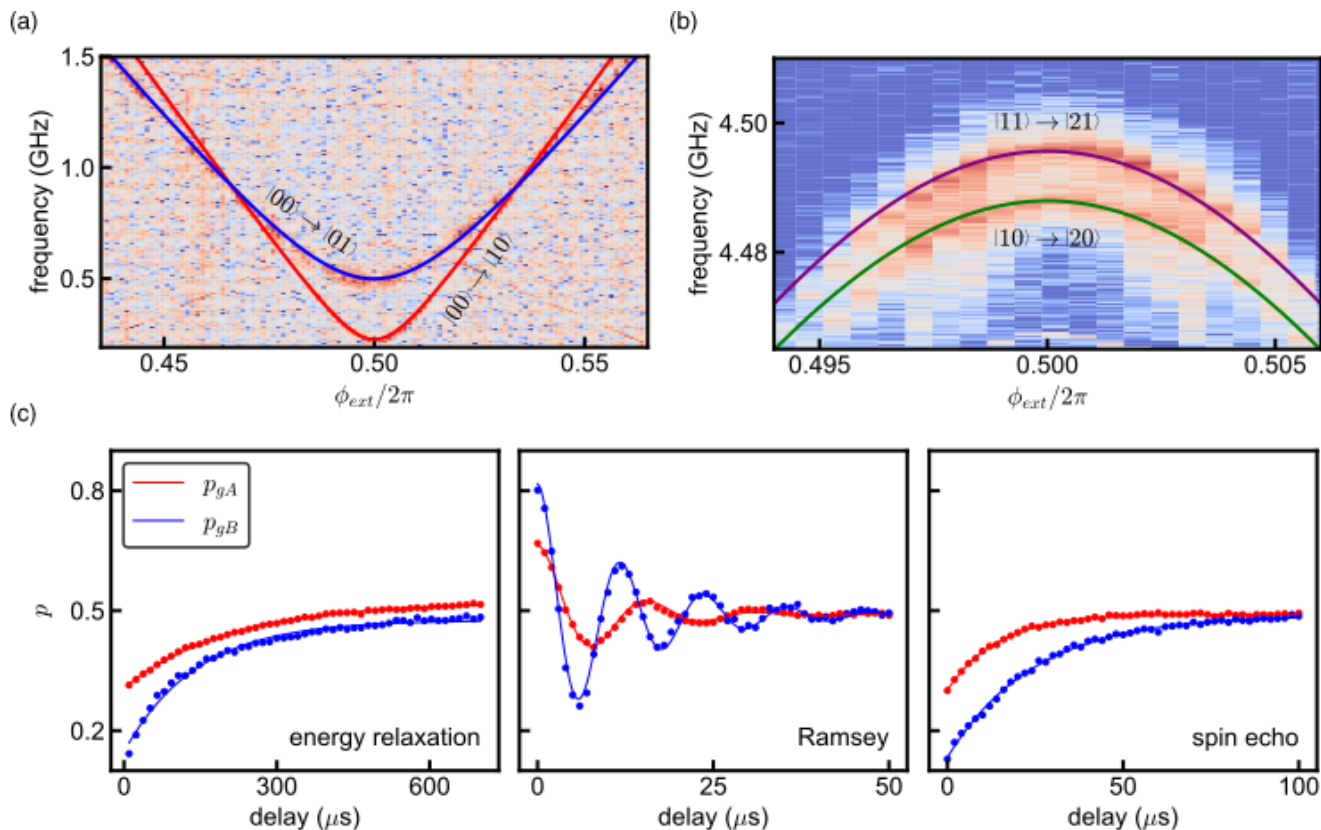 (a)
1.5
1.0
0.5
frequency (GHz)
|00⟩ → |01⟩
|00⟩ → |10⟩
0.45
0.50
0.55
ϕext/2π
(b)
4.50
4.48
frequency (GHz)
|11⟩ → |21⟩
|10⟩ → |20⟩
0.495
0.500
0.505
ϕext/2π
(c)
0.8
0.5
0.2
p
pgA
pgB
energy relaxation
0
300
600
delay (μs)
Ramsey
0
25
50
delay (μs)
spin echo
0
50
100
delay (μs)